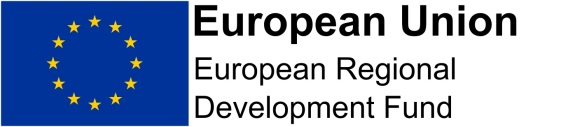 European Union
European Regional
Development Fund